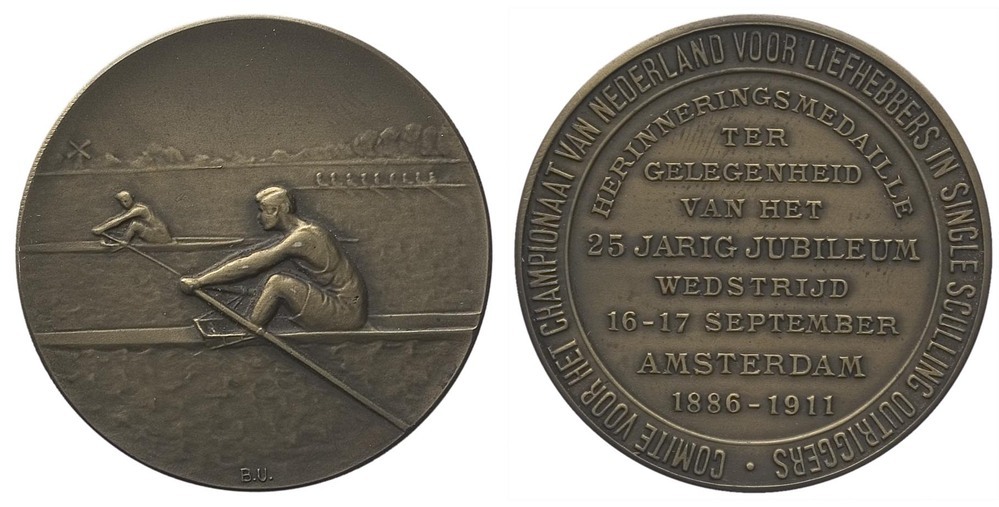 B.U.
COMITÉ VOOR HET CHAMPIONAAT VAN NEDERLAND VOOR LIEFHEBBERS IN SINGLE SCULLING OUTRIGGERS •
HERINNERINGSMEDAILLE
TER
GELEGENHEID
VAN HET
25 JARIG JUBILEUM
WEDSTRIJD
16-17 SEPTEMBER
AMSTERDAM
1886-1911